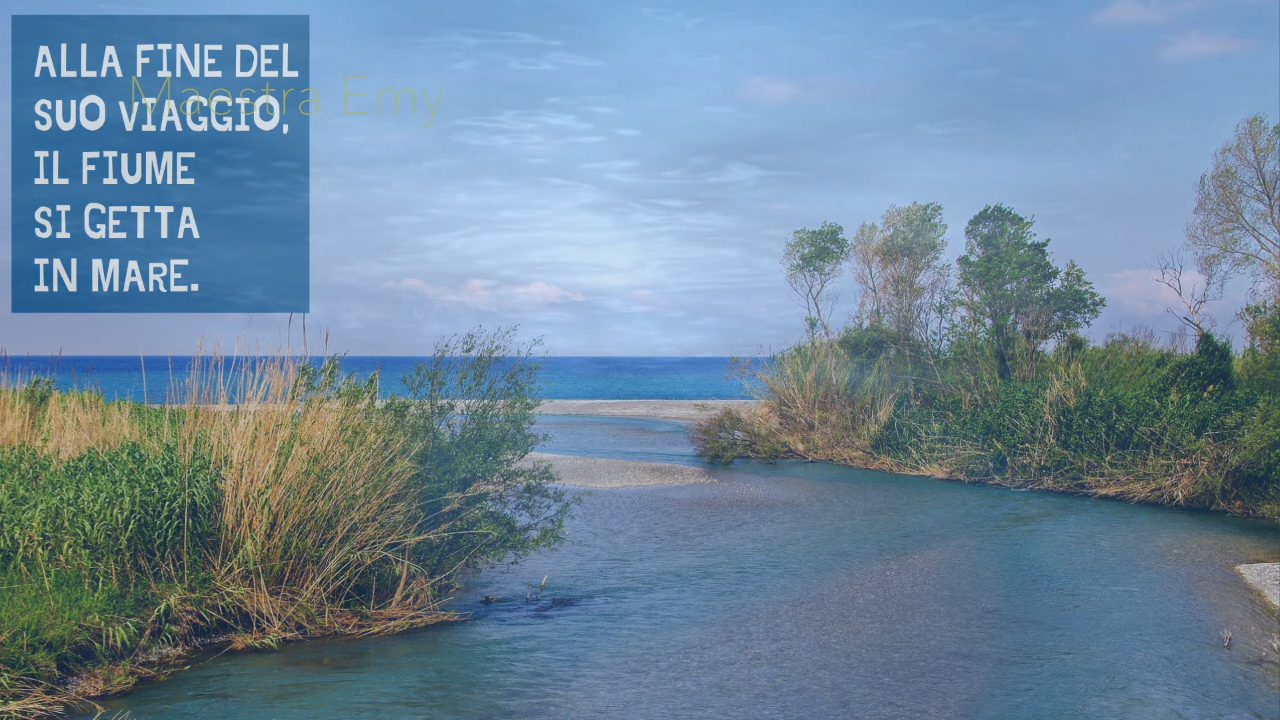 ALLA FINE DEL
SUO VIAGGIO,
IL FIUME
SI GETTA
IN MARE.
Maestra Emy